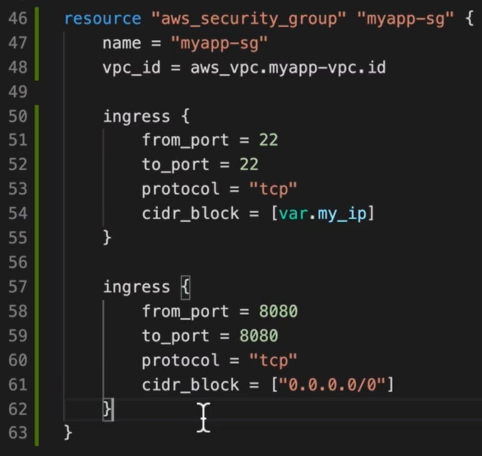 46 resource "aws_security_group" "myapp-sg" {
47 name = "myapp-sg"
48 vpc_id = aws_vpc.myapp-vpc.id
49
50 ingress {
51 from_port = 22
52 to_port = 22
53 protocol = "tcp"
54 cidr_block = [var.my_ip]
55 }
56
57 ingress {
58 from_port = 8080
59 to_port = 8080
60 protocol = "tcp"
61 cidr_block = ["0.0.0.0/0"]
62 }
63 }